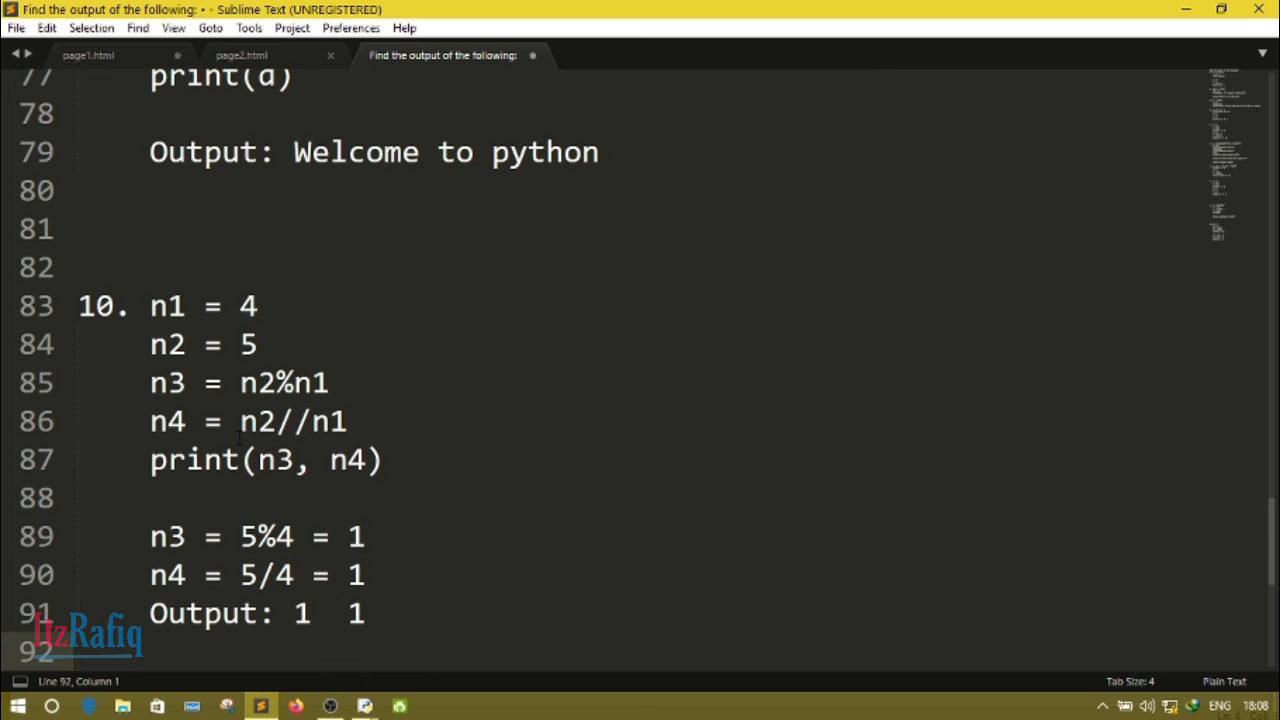 Find the output of the following: • - Sublime Text (UNREGISTERED)
File Edit Selection Find View Goto Tools Project Preferences Help
page1.html page2.html Find the output of the following:
77 print(d)
78
79 Output: Welcome to python
80
81
82
83 10. n1 = 4
84 n2 = 5
85 n3 = n2%n1
86 n4 = n2//n1
87 print(n3, n4)
88
89 n3 = 5%4 = 1
90 n4 = 5/4 = 1
91 Output: 1 1
92
ItzRafiq
Line 92, Column 1 Tab Size: 4 Plain Text
ENG 18:08